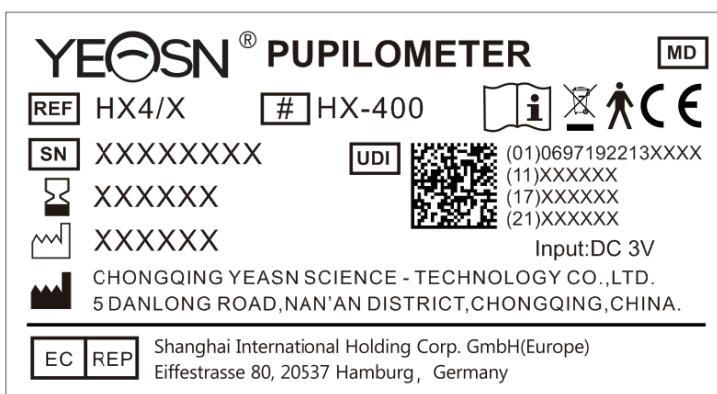 YEOSN® PUPILOMETER MD
REF HX4/X # HX-400
SN XXXXXXXX UDI
(01)0697192213XXXX
(11)XXXXXX
(17)XXXXXX
(21)XXXXXX
XXXXXX
XXXXXX
Input:DC 3V
CHONGQING YEASN SCIENCE - TECHNOLOGY CO.,LTD.
5 DANLONG ROAD,NAN'AN DISTRICT,CHONGQING,CHINA.
EC REP
Shanghai International Holding Corp. GmbH(Europe)
Eiffestrasse 80, 20537 Hamburg, Germany